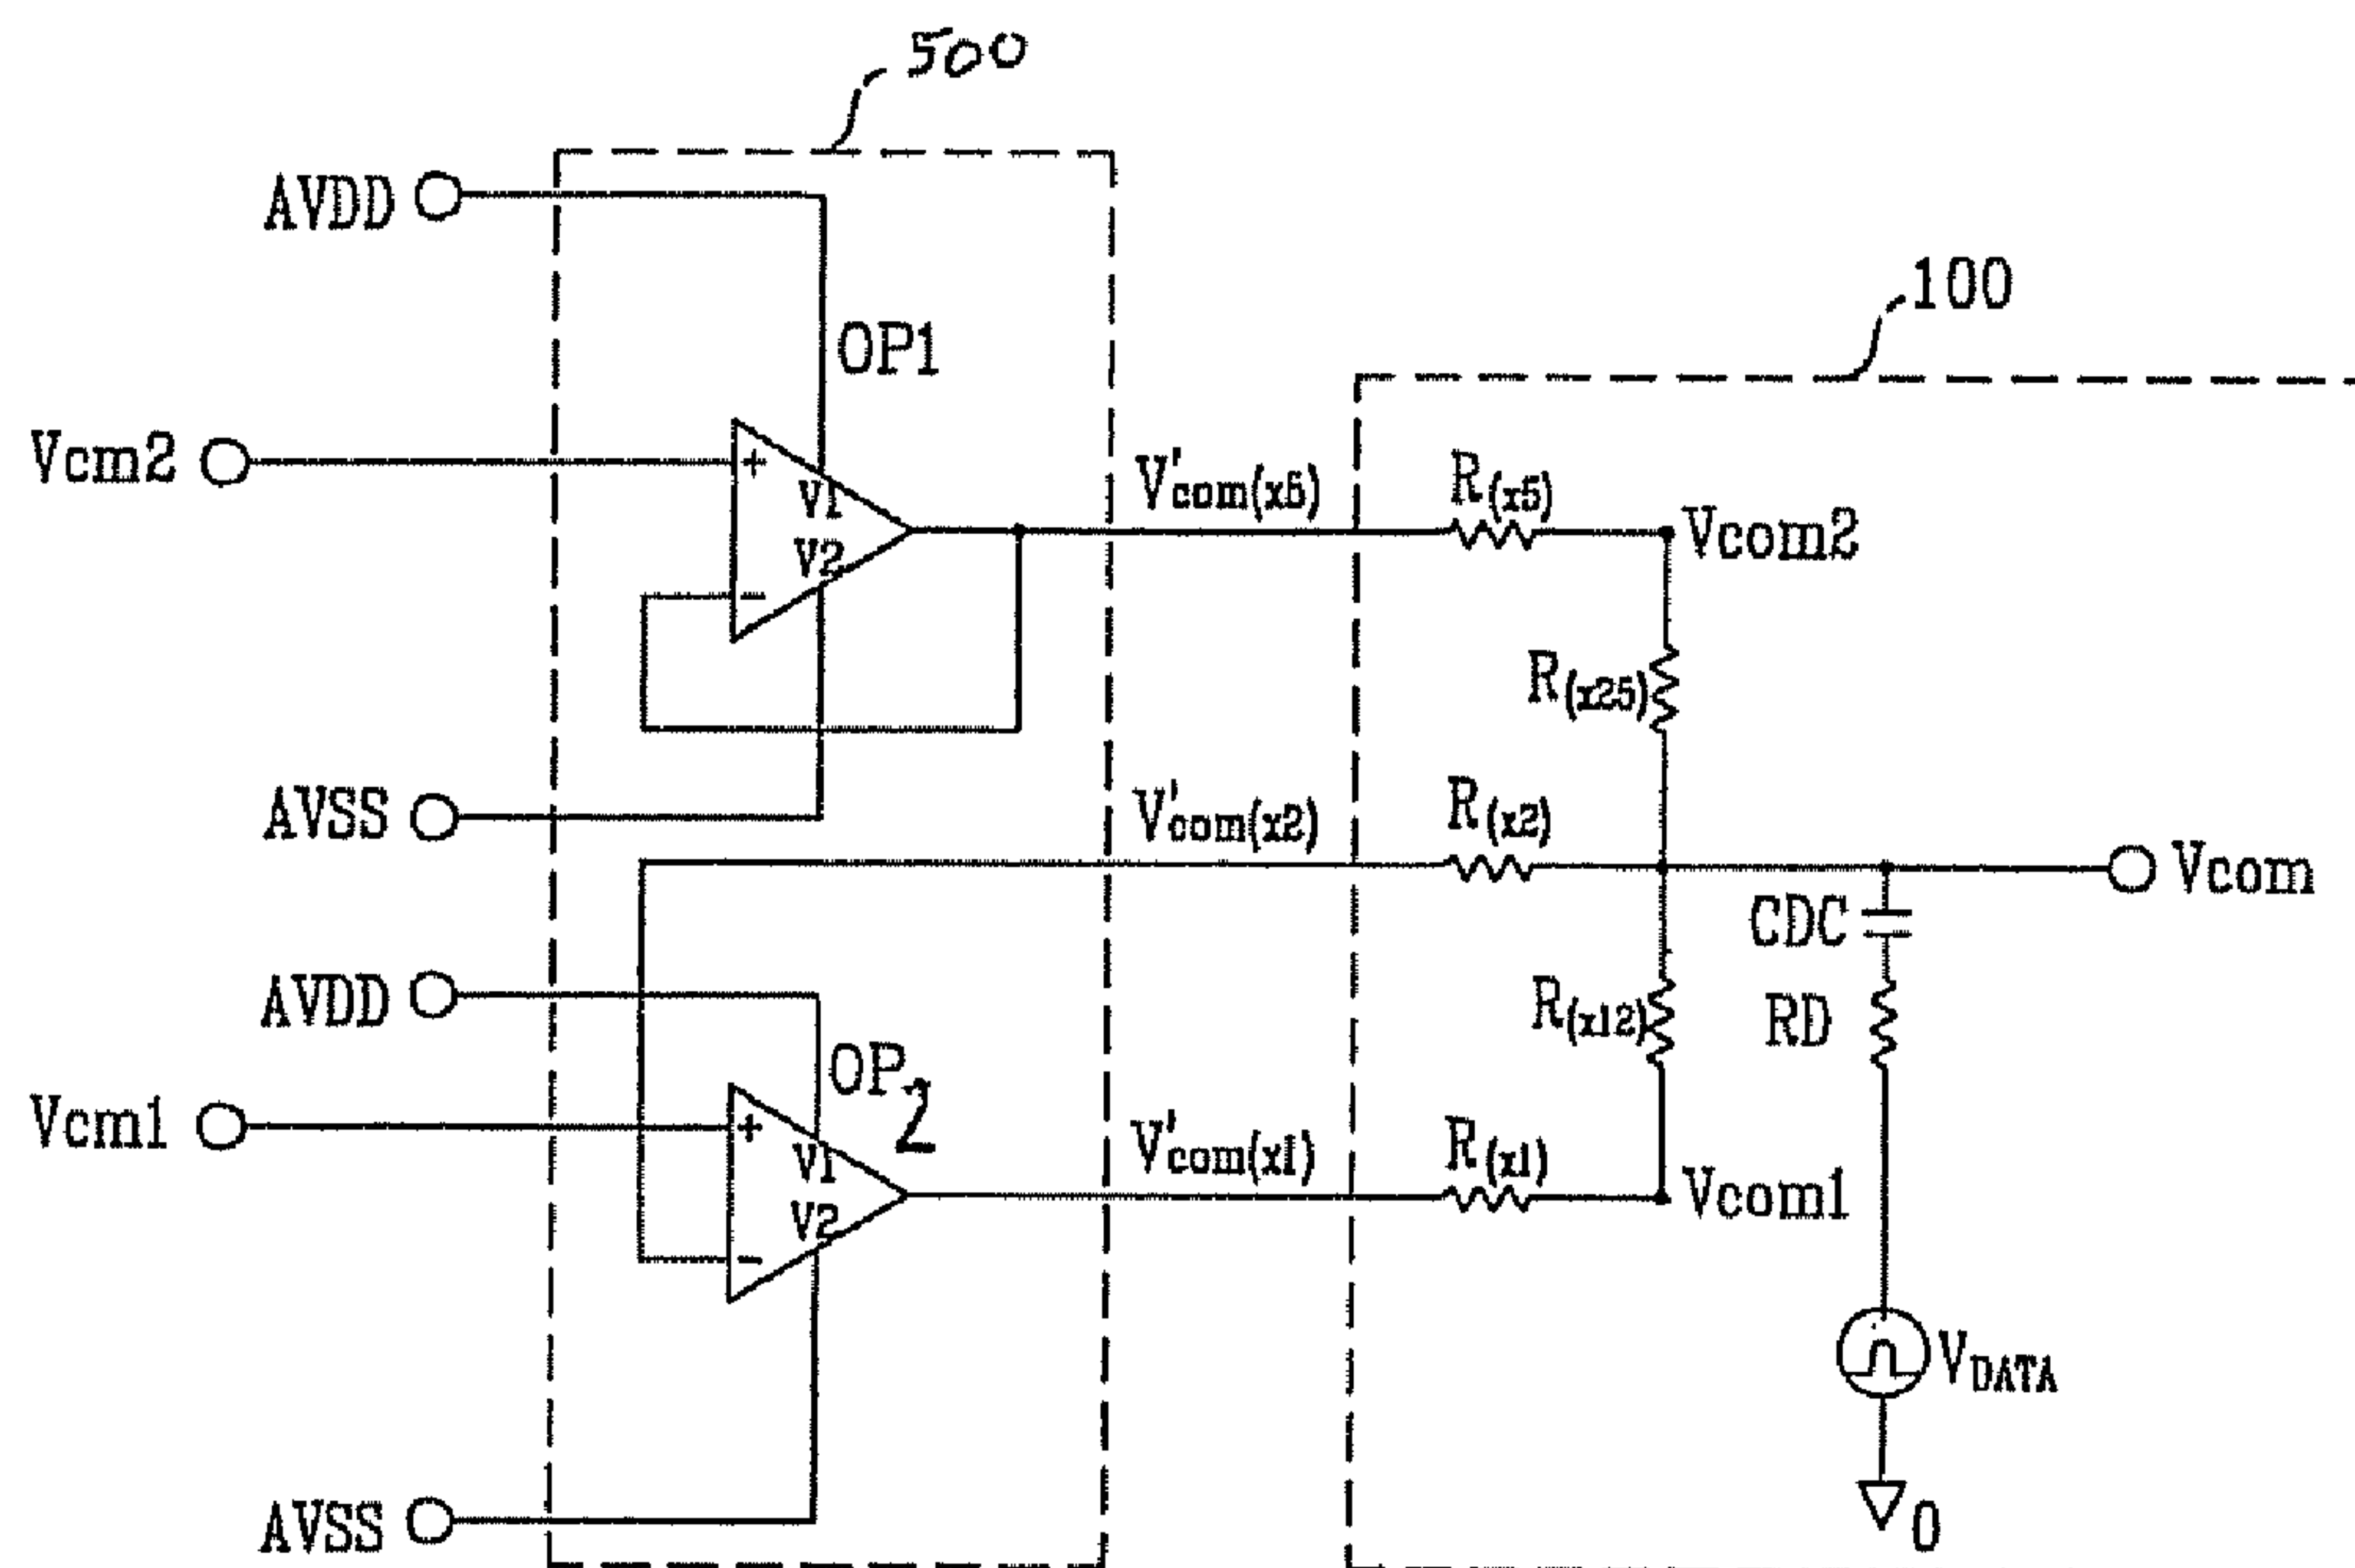 500
AVDD
100
OP1
Vcm2
+
V1
V2
−
V'com(x5)
R(x5)
Vcom2
R(x25)
AVSS
V'com(x2)
R(x2)
Vcom
CDC
AVDD
R(x12)
RD
OP2
Vcm1
+
V1
V2
−
V'com(x1)
R(x1)
Vcom1
VDATA
AVSS
0